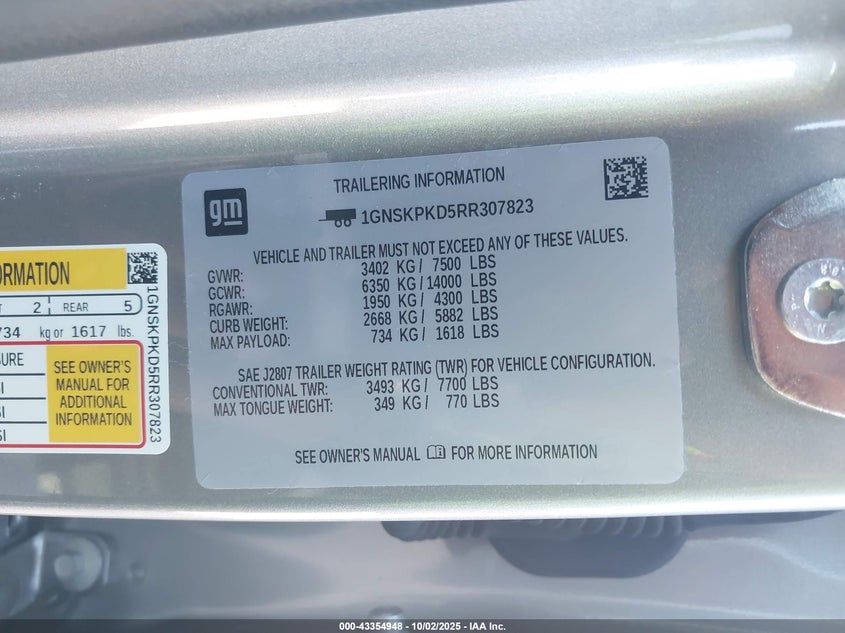 gm
TRAILERING INFORMATION
1GNSKPKD5RR307823
VEHICLE AND TRAILER MUST NOT EXCEED ANY OF THESE VALUES.
GVWR: 3402 KG / 7500 LBS
GCWR: 6350 KG / 14000 LBS
RGAWR: 1950 KG / 4300 LBS
CURB WEIGHT: 2668 KG / 5882 LBS
MAX PAYLOAD: 734 KG / 1618 LBS
SAE J2807 TRAILER WEIGHT RATING (TWR) FOR VEHICLE CONFIGURATION.
CONVENTIONAL TWR: 3493 KG / 7700 LBS
MAX TONGUE WEIGHT: 349 KG / 770 LBS
SEE OWNER'S MANUAL FOR MORE INFORMATION
2 REAR 5
734 kg or 1617 lbs.
SEE OWNER'S
MANUAL FOR
ADDITIONAL
INFORMATION
1GNSKPKD5RR307823
000-43354948 - 10/02/2025 - IAA Inc.